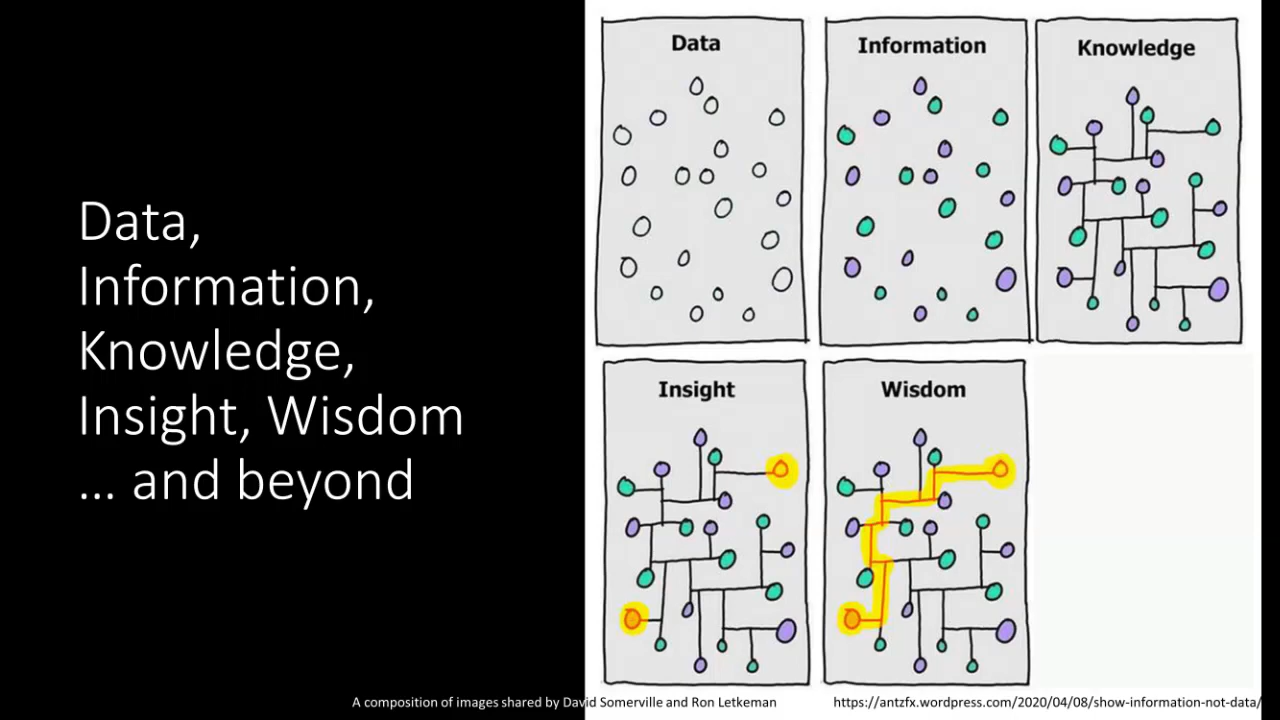 Data,
Information,
Knowledge,
Insight, Wisdom
... and beyond
Data
Information
Knowledge
Insight
Wisdom
A composition of images shared by David Somerville and Ron Letkeman
https://antzfx.wordpress.com/2020/04/08/show-information-not-data/